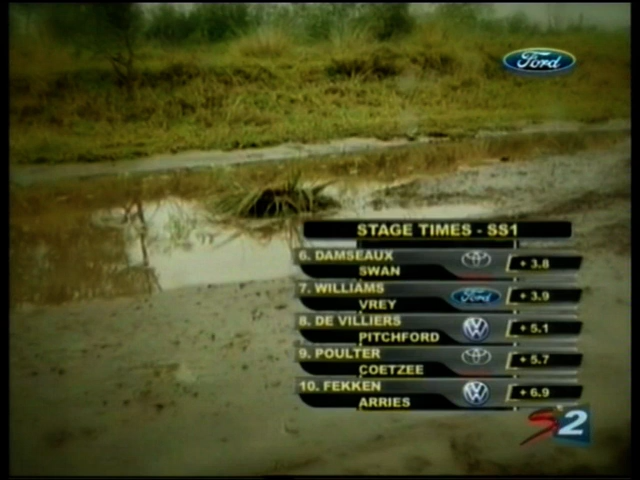 Ford
STAGE TIMES - SS1
6. DAMSEAUX
SWAN
+ 3.8
7. WILLIAMS
VREY
Ford
+ 3.9
8. DE VILLIERS
PITCHFORD
+ 5.1
9. POULTER
COETZEE
+ 5.7
10. FEKKEN
ARRIES
+ 6.9
S 2